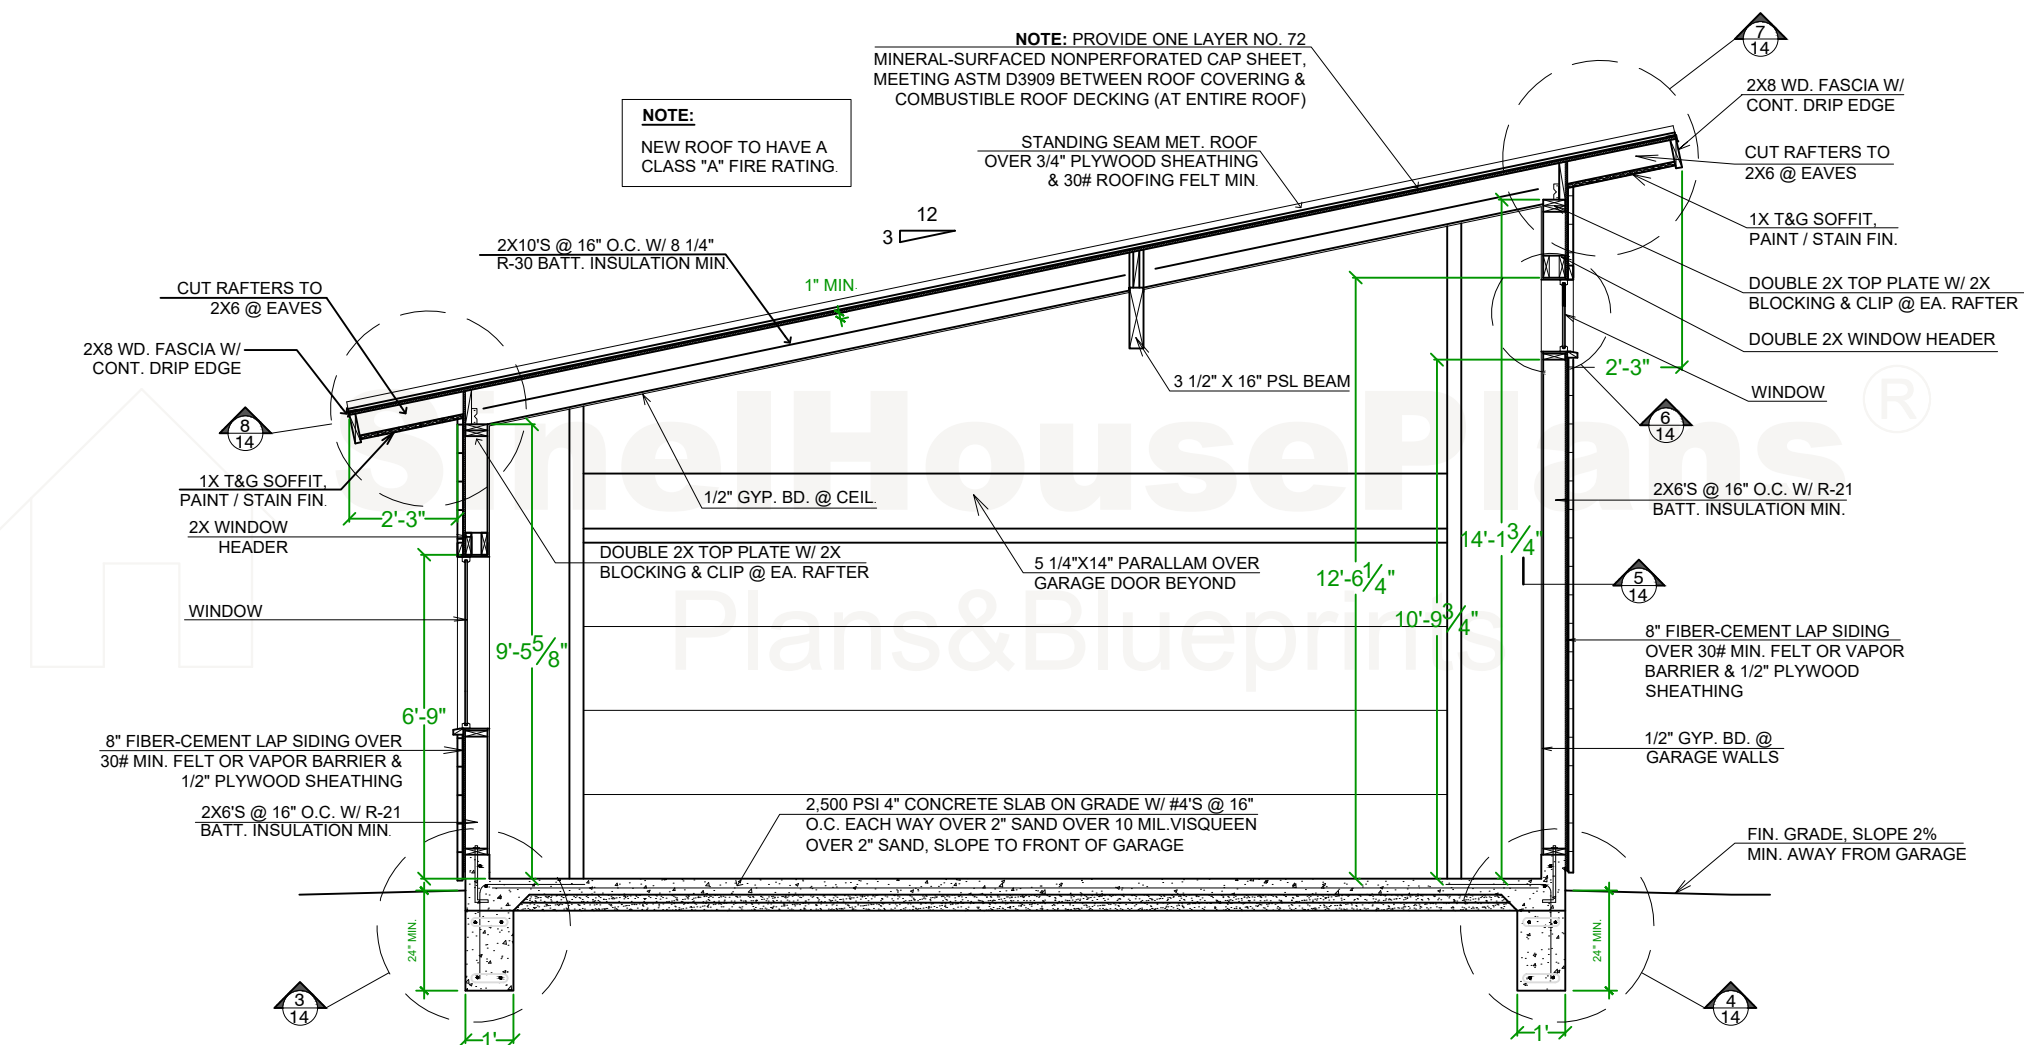 NOTE: PROVIDE ONE LAYER NO. 72
MINERAL-SURFACED NONPERFORATED CAP SHEET,
MEETING ASTM D3909 BETWEEN ROOF COVERING &
COMBUSTIBLE ROOF DECKING (AT ENTIRE ROOF)
7
14
2X8 WD. FASCIA W/
CONT. DRIP EDGE
NOTE:
NEW ROOF TO HAVE A
CLASS "A" FIRE RATING.
STANDING SEAM MET. ROOF
OVER 3/4" PLYWOOD SHEATHING
& 30# ROOFING FELT MIN.
CUT RAFTERS TO
2X6 @ EAVES
12
3
1X T&G SOFFIT,
PAINT / STAIN FIN.
2X10'S @ 16" O.C. W/ 8 1/4"
R-30 BATT. INSULATION MIN.
1" MIN.
CUT RAFTERS TO
2X6 @ EAVES
DOUBLE 2X TOP PLATE W/ 2X
BLOCKING & CLIP @ EA. RAFTER
2X8 WD. FASCIA W/
CONT. DRIP EDGE
DOUBLE 2X WINDOW HEADER
2'-3"
3 1/2" X 16" PSL BEAM
WINDOW
8
14
6
14
SinelHousePlans ®
Plans&Blueprints
1X T&G SOFFIT,
PAINT / STAIN FIN.
1/2" GYP. BD. @ CEIL.
2X6'S @ 16" O.C. W/ R-21
BATT. INSULATION MIN.
2'-3"
2X WINDOW
HEADER
14'-1 3/4"
DOUBLE 2X TOP PLATE W/ 2X
BLOCKING & CLIP @ EA. RAFTER
5 1/4"X14" PARALLAM OVER
GARAGE DOOR BEYOND
12'-6 1/4"
5
14
WINDOW
10'-9 3/4"
9'-5 5/8"
8" FIBER-CEMENT LAP SIDING
OVER 30# MIN. FELT OR VAPOR
BARRIER & 1/2" PLYWOOD
SHEATHING
6'-9"
8" FIBER-CEMENT LAP SIDING OVER
30# MIN. FELT OR VAPOR BARRIER &
1/2" PLYWOOD SHEATHING
1/2" GYP. BD. @
GARAGE WALLS
2X6'S @ 16" O.C. W/ R-21
BATT. INSULATION MIN.
2,500 PSI 4" CONCRETE SLAB ON GRADE W/ #4'S @ 16"
O.C. EACH WAY OVER 2" SAND OVER 10 MIL.VISQUEEN
OVER 2" SAND, SLOPE TO FRONT OF GARAGE
FIN. GRADE, SLOPE 2%
MIN. AWAY FROM GARAGE
24" MIN.
24" MIN.
3
14
4
14
1'
1'